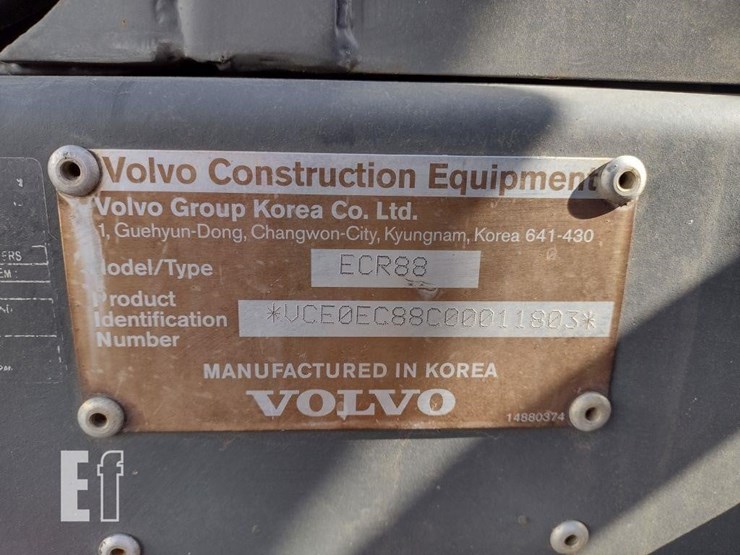 Volvo Construction Equipment
Volvo Group Korea Co. Ltd.
1, Guehyun-Dong, Changwon-City, Kyungnam, Korea 641-430
Model/Type ECR88
Product
Identification
Number
*VCE0EC88C00011803*
MANUFACTURED IN KOREA
VOLVO
14880374
Ef